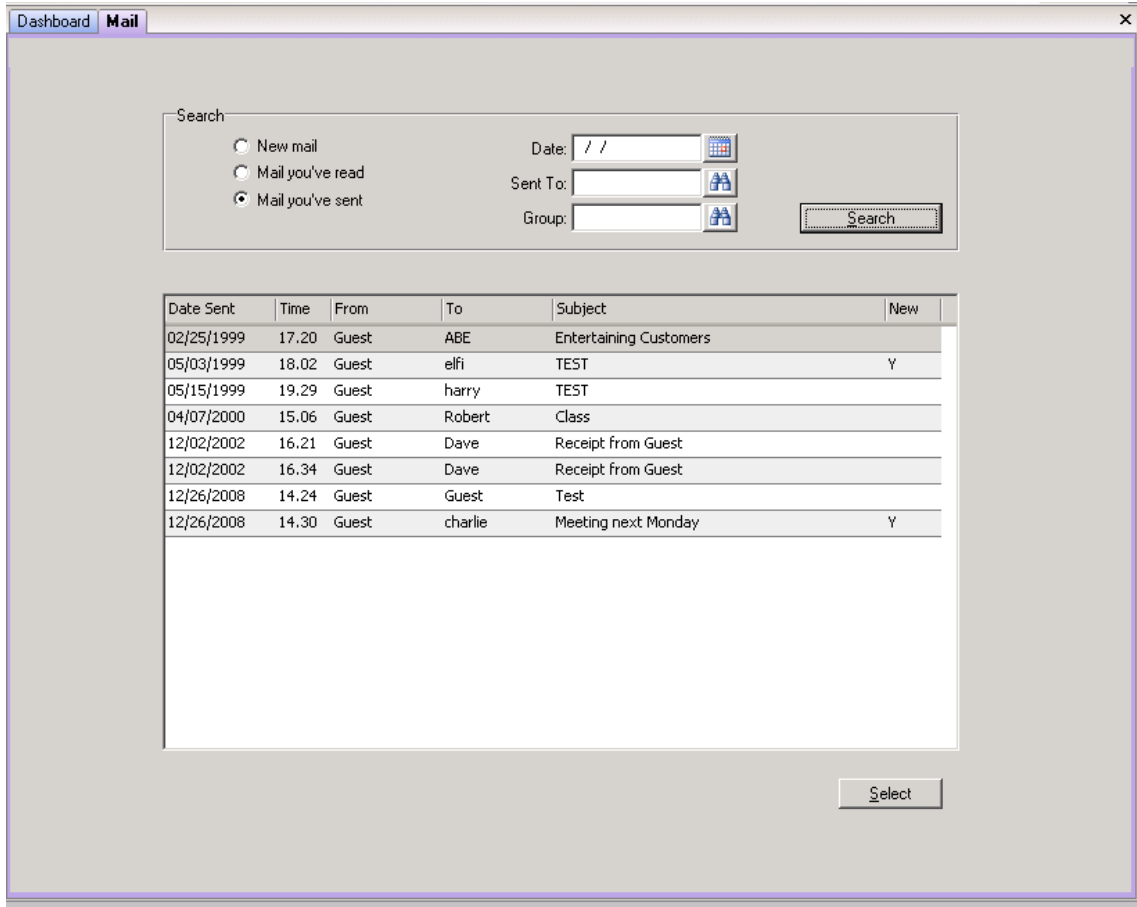 Dashboard Mail
Search
New mail
Mail you've read
Mail you've sent
Date: / /
Sent To:
Group:
Search
Date Sent Time From To Subject New
02/25/1999 17.20 Guest ABE Entertaining Customers
05/03/1999 18.02 Guest elfi TEST Y
05/15/1999 19.29 Guest harry TEST
04/07/2000 15.06 Guest Robert Class
12/02/2002 16.21 Guest Dave Receipt from Guest
12/02/2002 16.34 Guest Dave Receipt from Guest
12/26/2008 14.24 Guest Guest Test
12/26/2008 14.30 Guest charlie Meeting next Monday Y
Select